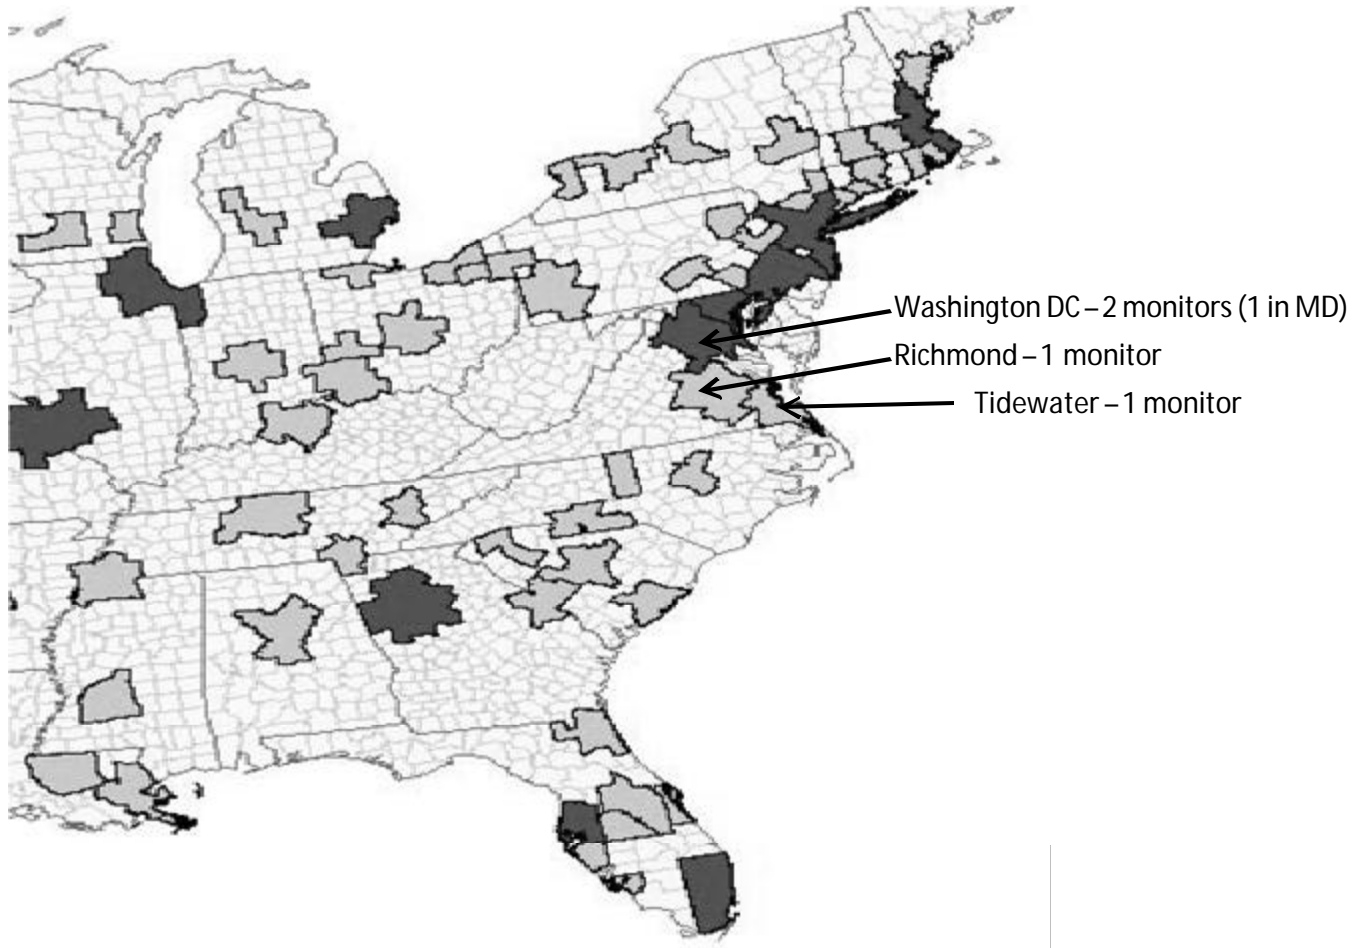 Washington DC – 2 monitors (1 in MD)
Richmond – 1 monitor
Tidewater – 1 monitor